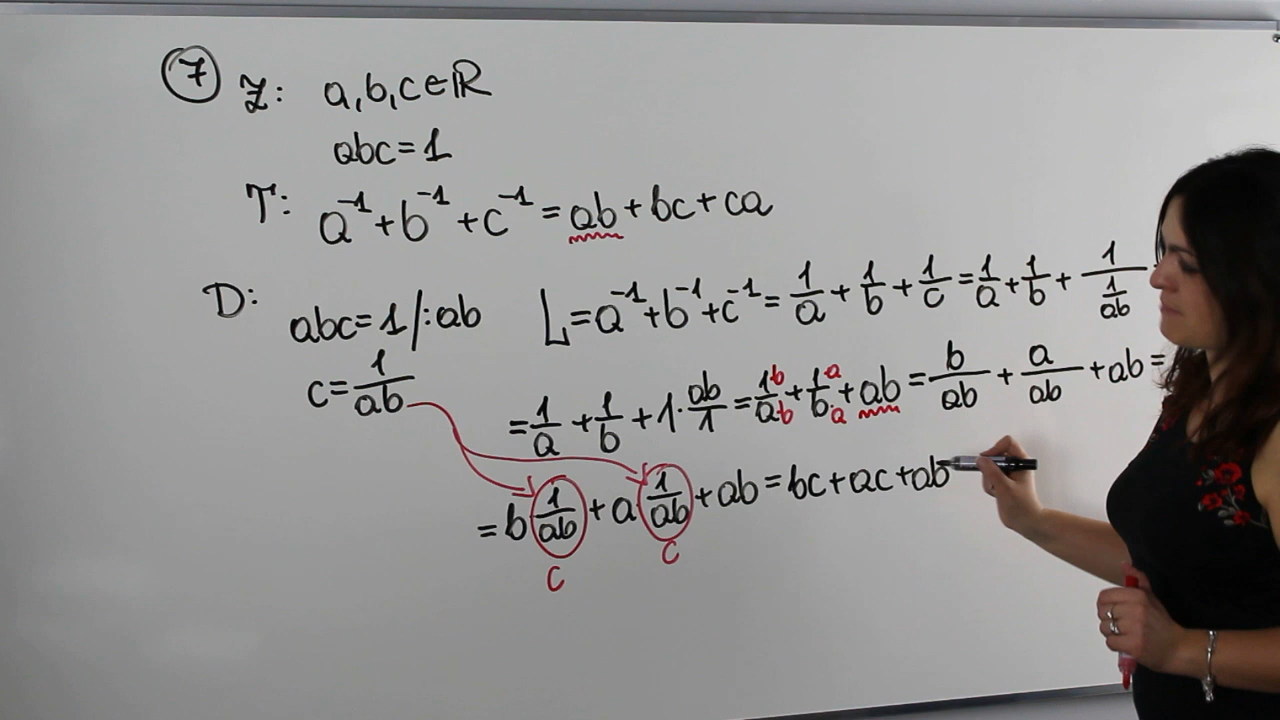 7 Z: a,b,c∈ℝ
abc=1
T: a⁻¹+b⁻¹+c⁻¹=ab+bc+ca
D: abc=1/:ab L=a⁻¹+b⁻¹+c⁻¹=1/a+1/b+1/c=1/a+1/b+1/(1/ab)
c=1/ab =1/a+1/b+1·ab/1=1·b/a·b+1·a/b·a+ab=b/ab+a/ab+ab=
=b 1/ab+a 1/ab+ab=bc+ac+ab
c c